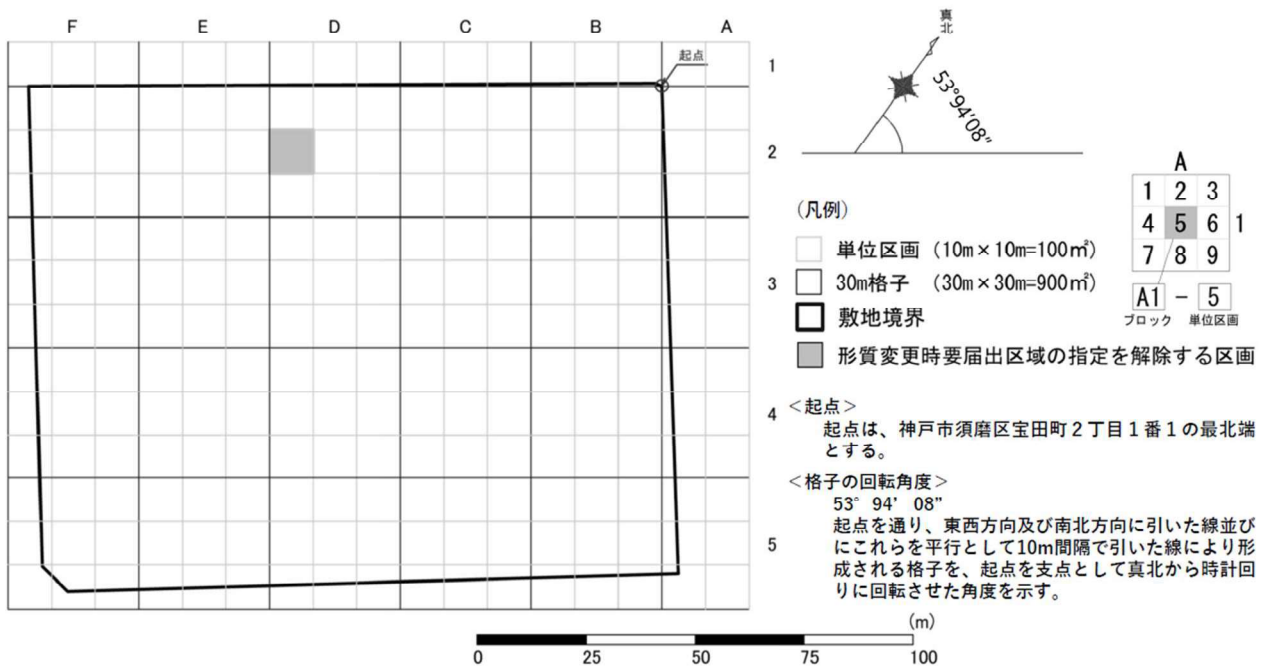 F E D C B A
起点
1
2
3
4
5
真北
53°94′08″
(凡例)
単位区画 (10m×10m=100㎡)
30m格子 (30m×30m=900㎡)
敷地境界
形質変更時要届出区域の指定を解除する区画
A
1 2 3
4 5 6 1
7 8 9
A1 - 5
ブロック 単位区画
<起点>
起点は、神戸市須磨区宝田町2丁目1番1の最北端
とする。
<格子の回転角度>
53° 94′ 08”
起点を通り、東西方向及び南北方向に引いた線並び
にこれらを平行として10m間隔で引いた線により形
成される格子を、起点を支点として真北から時計回
りに回転させた角度を示す。
(m)
0 25 50 75 100